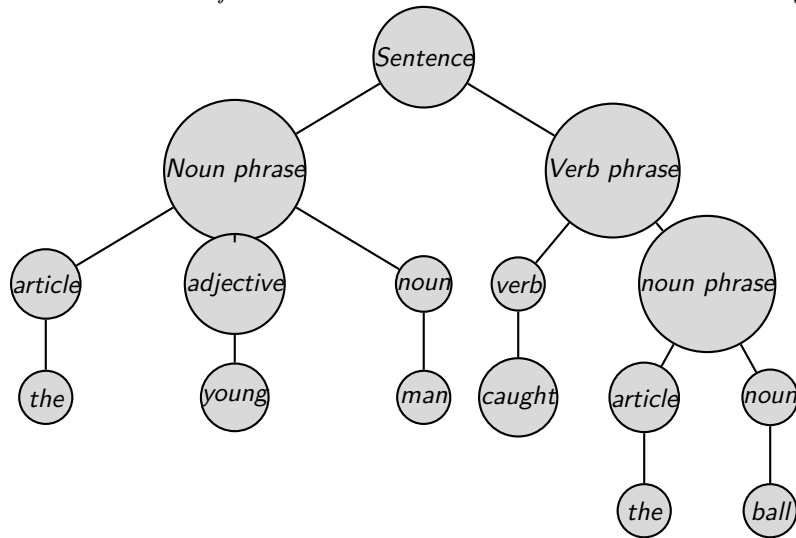 Sentence
Noun phrase Verb phrase
article adjective noun verb noun phrase
the young man caught article noun
the ball